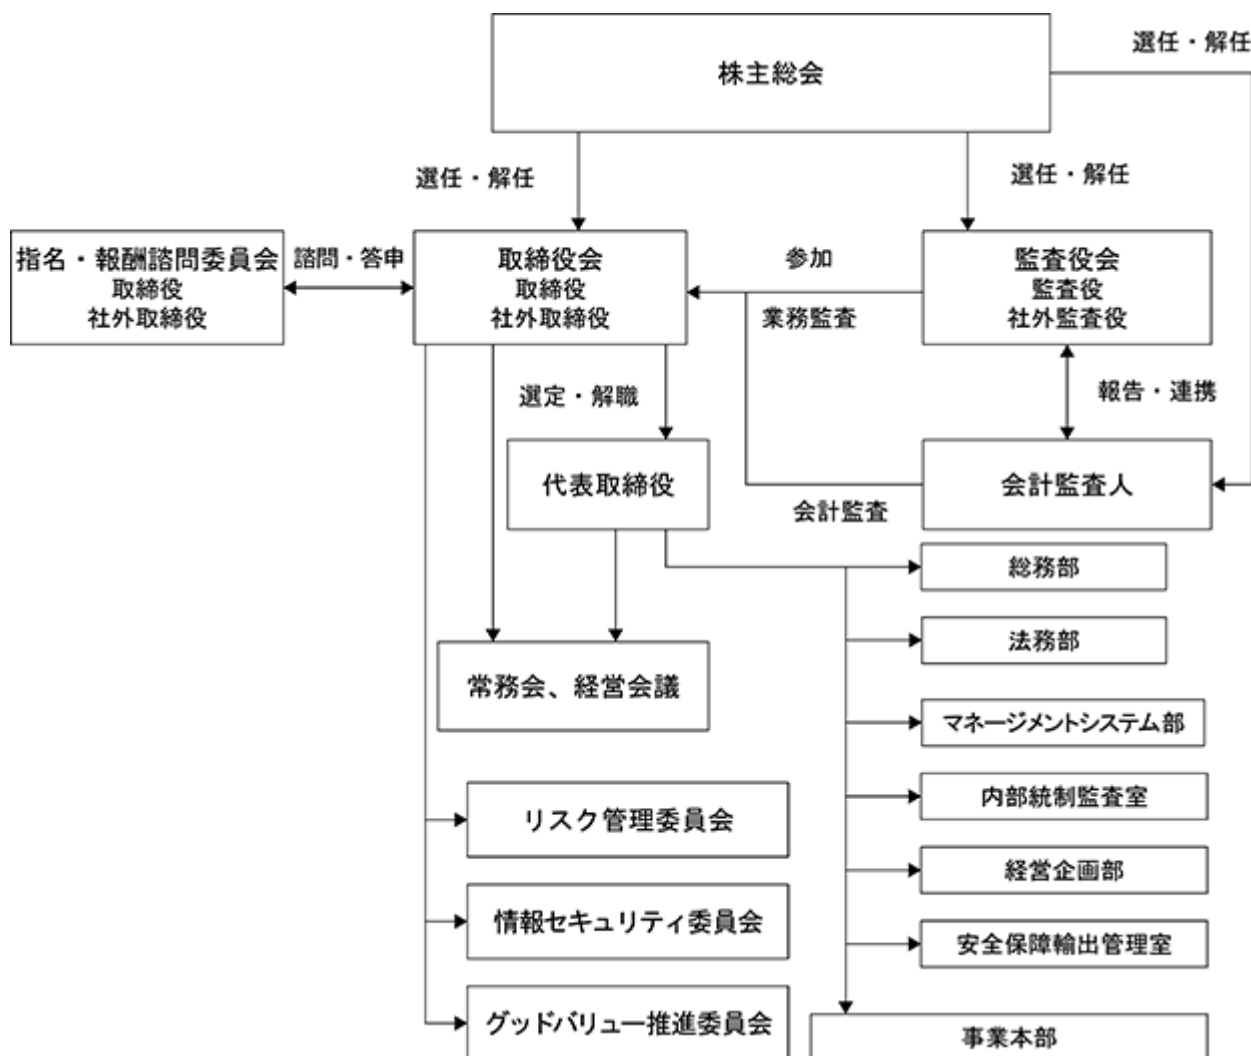 株主総会
選任・解任
選任・解任
選任・解任
指名・報酬諮問委員会
取締役
社外取締役
諮問・答申
取締役会
取締役
社外取締役
参加
業務監査
監査役会
監査役
社外監査役
選定・解職
報告・連携
代表取締役
会計監査
会計監査人
総務部
法務部
常務会、経営会議
マネージメントシステム部
内部統制監査室
リスク管理委員会
経営企画部
情報セキュリティ委員会
安全保障輸出管理室
グッドバリュー推進委員会
事業本部